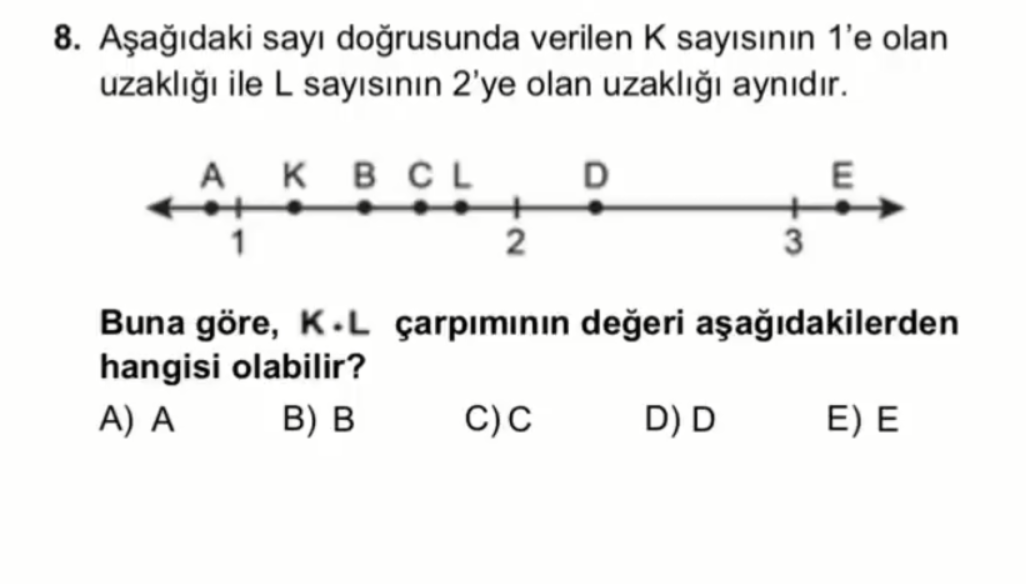 8. Aşağıdaki sayı doğrusunda verilen K sayısının 1'e olan
uzaklığı ile L sayısının 2'ye olan uzaklığı aynıdır.
A K B C L D E
1 2 3
Buna göre, K·L çarpımının değeri aşağıdakilerden
hangisi olabilir?
A) A B) B C) C D) D E) E